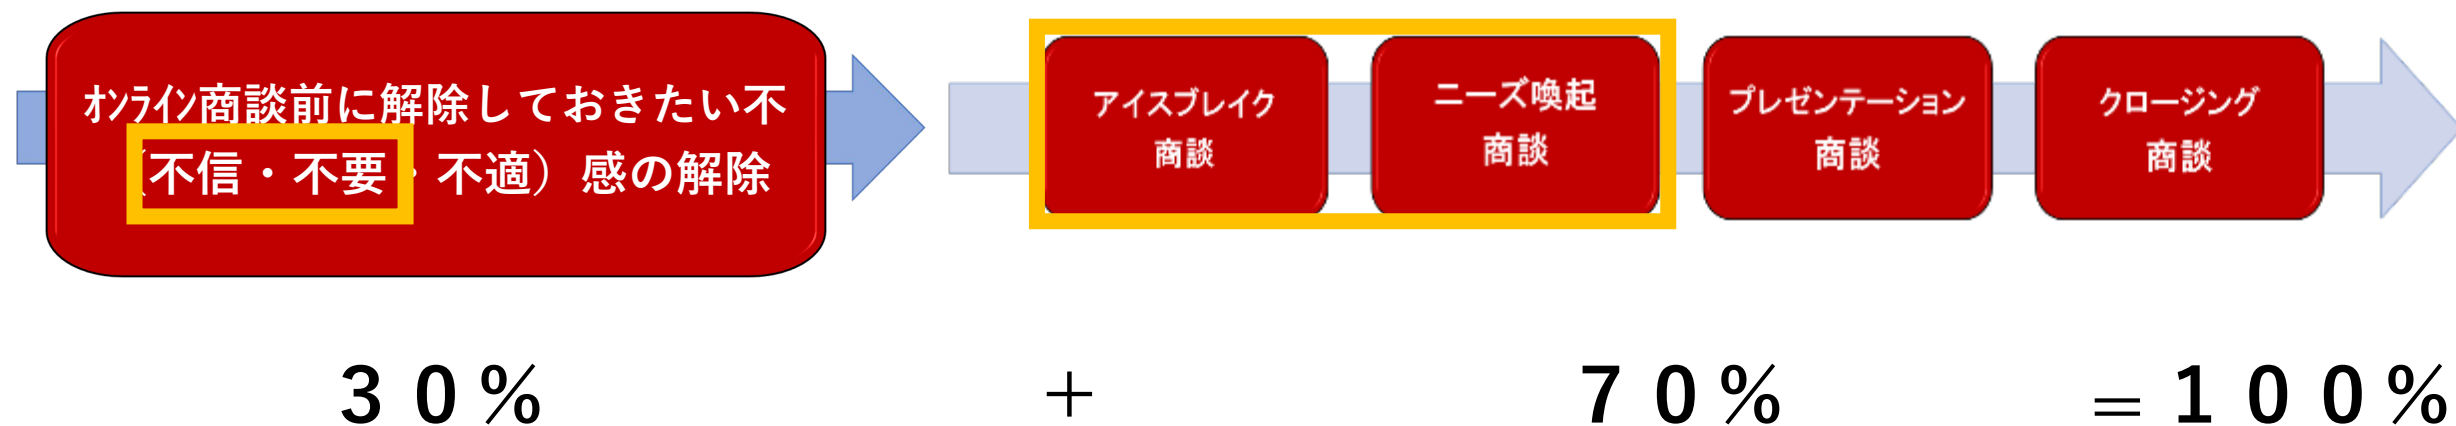 ｵﾝﾗｲﾝ商談前に解除しておきたい不
（不信・不要・不適）感の解除
アイスブレイク
商談
ニーズ喚起
商談
プレゼンテーション
商談
クロージング
商談
３０％ ＋ ７０％ ＝１００％